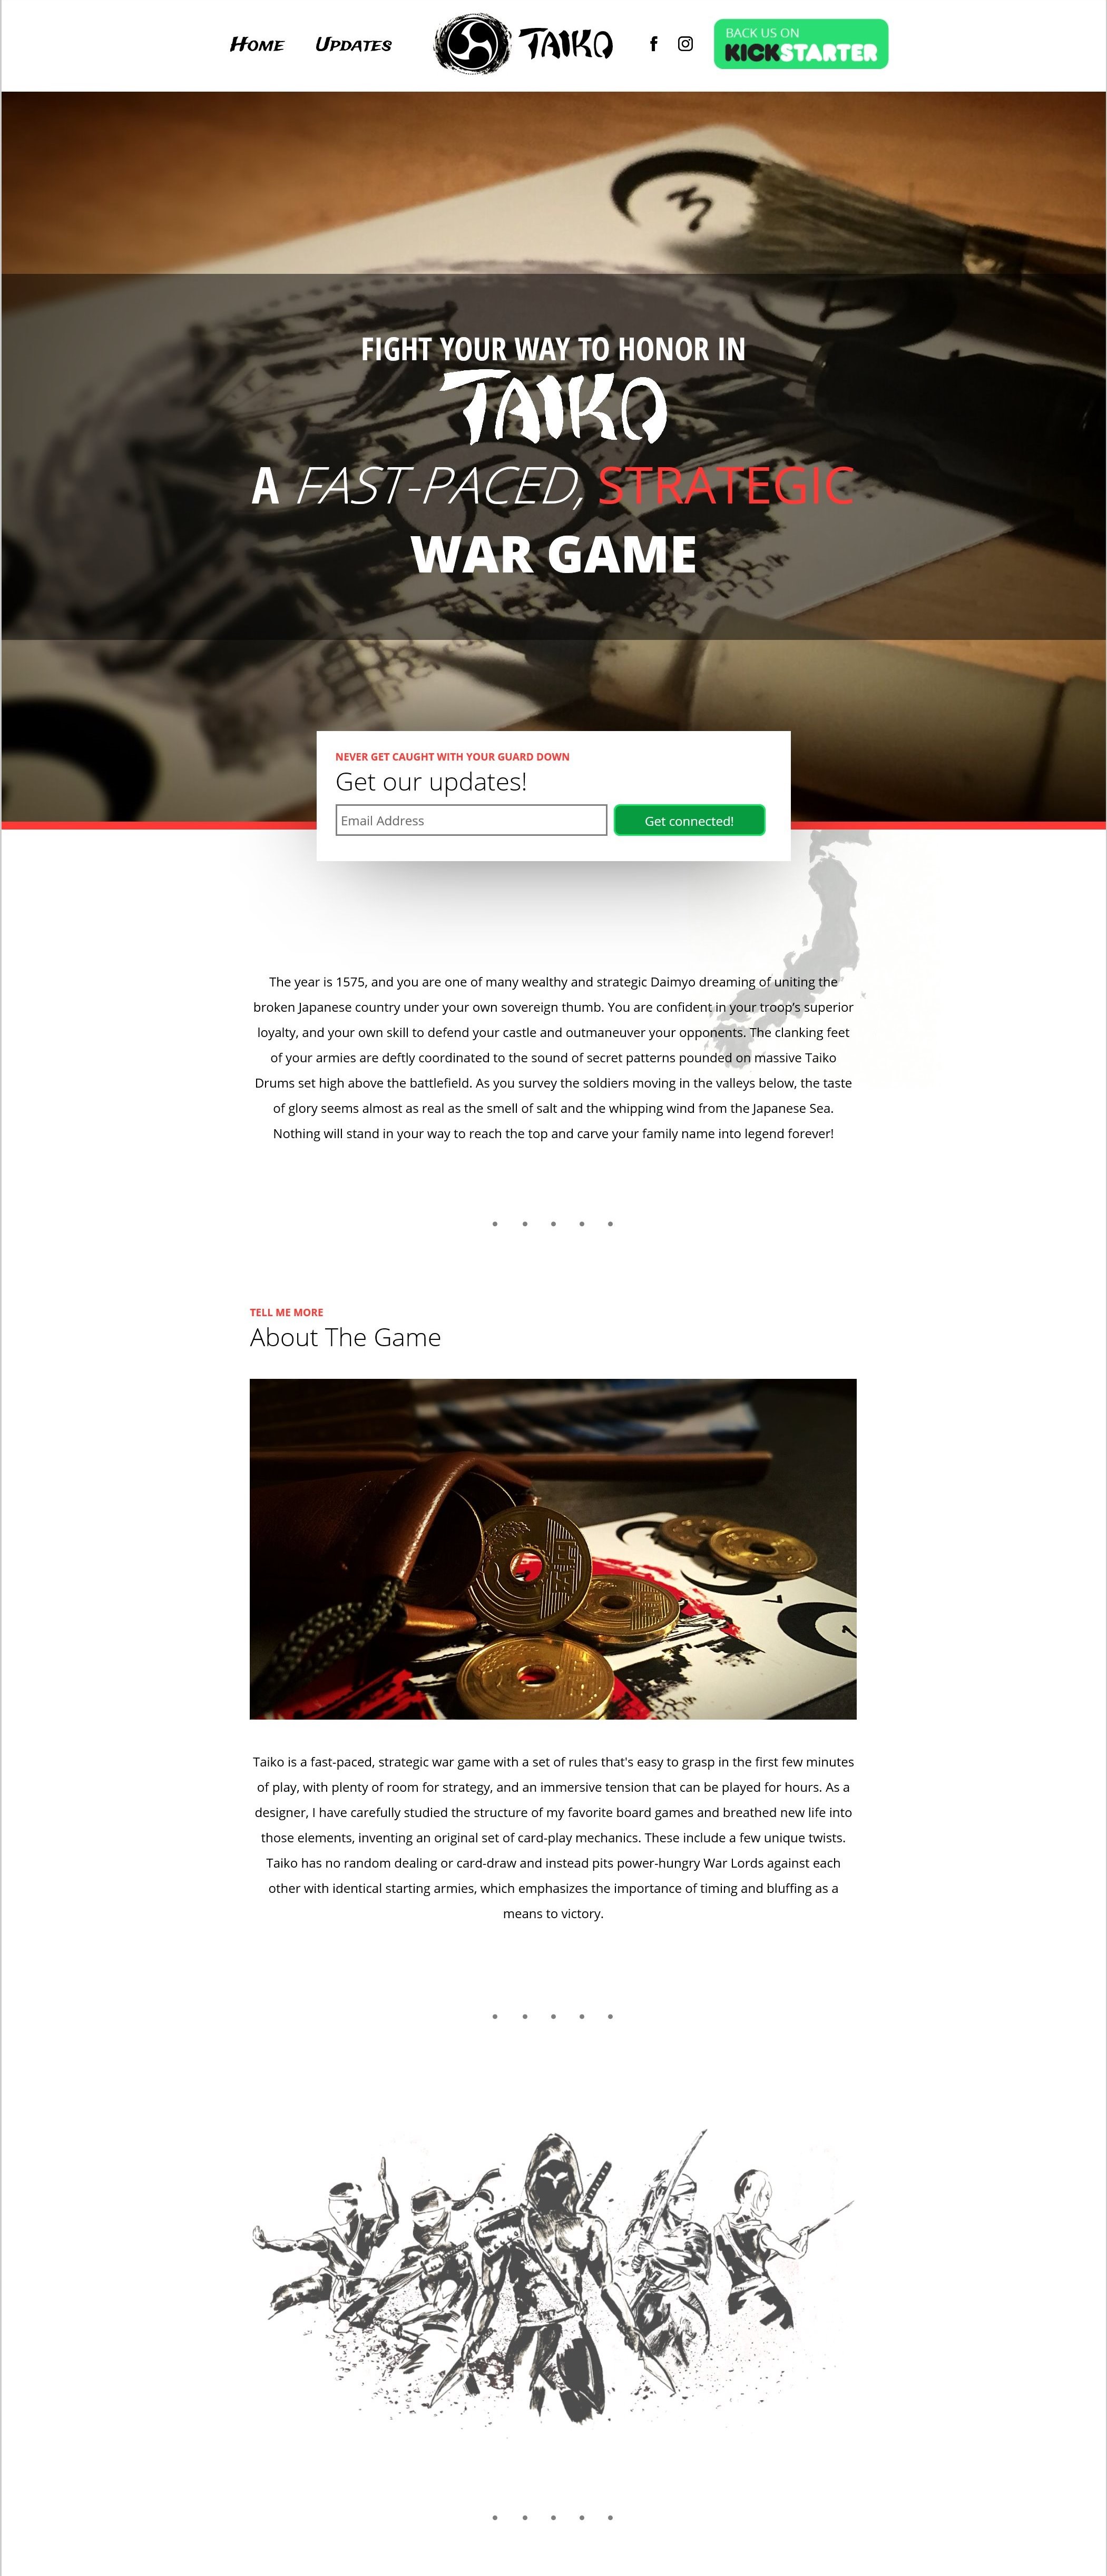 Home
Updates
TAIKO
f
BACK US ON
KICKSTARTER
3
FIGHT YOUR WAY TO HONOR IN
TAIKO
A FAST-PACED, STRATEGIC
WAR GAME
NEVER GET CAUGHT WITH YOUR GUARD DOWN
Get our updates!
Email Address
Get connected!
The year is 1575, and you are one of many wealthy and strategic Daimyo dreaming of uniting the
broken Japanese country under your own sovereign thumb. You are confident in your troop's superior
loyalty, and your own skill to defend your castle and outmaneuver your opponents. The clanking feet
of your armies are deftly coordinated to the sound of secret patterns pounded on massive Taiko
Drums set high above the battlefield. As you survey the soldiers moving in the valleys below, the taste
of glory seems almost as real as the smell of salt and the whipping wind from the Japanese Sea.
Nothing will stand in your way to reach the top and carve your family name into legend forever!
TELL ME MORE
About The Game
Taiko is a fast-paced, strategic war game with a set of rules that's easy to grasp in the first few minutes
of play, with plenty of room for strategy, and an immersive tension that can be played for hours. As a
designer, I have carefully studied the structure of my favorite board games and breathed new life into
those elements, inventing an original set of card-play mechanics. These include a few unique twists.
Taiko has no random dealing or card-draw and instead pits power-hungry War Lords against each
other with identical starting armies, which emphasizes the importance of timing and bluffing as a
means to victory.